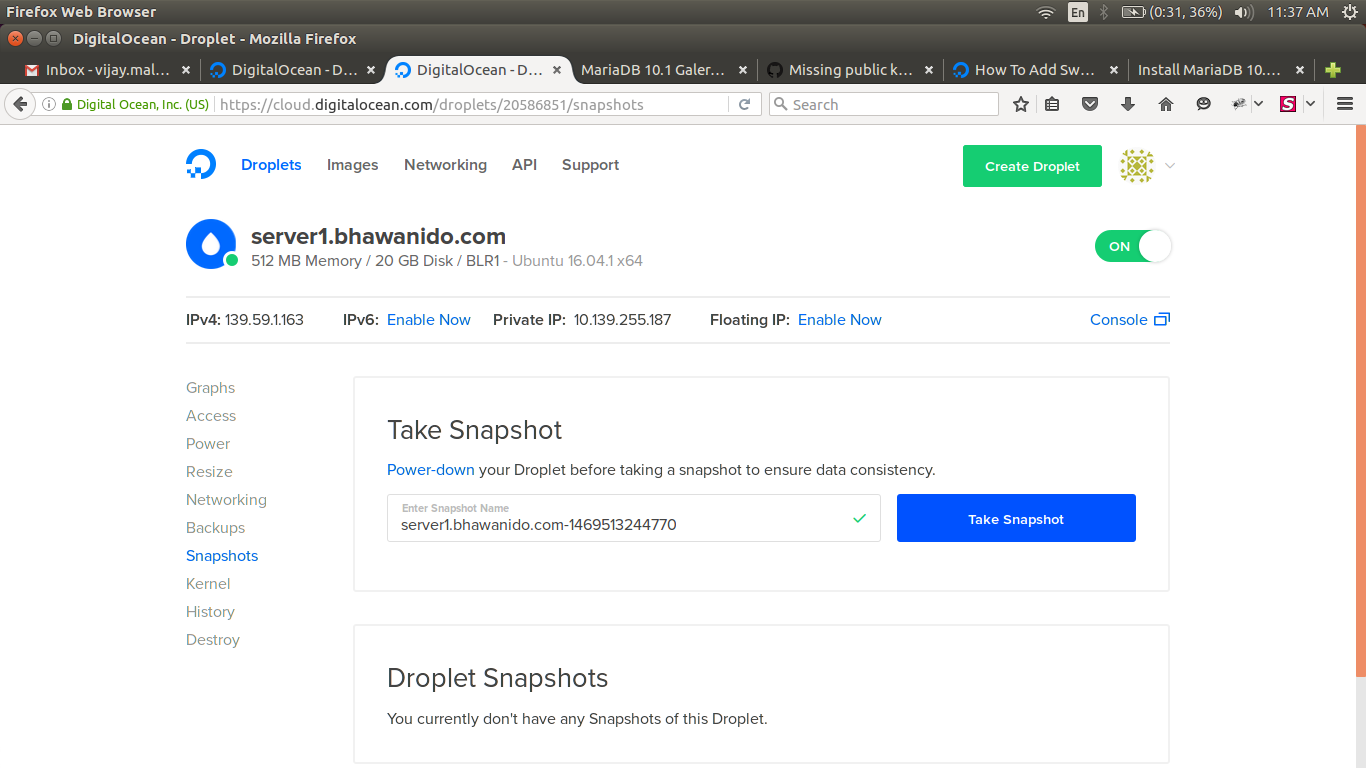 Firefox Web Browser
En
(0:31, 36%)
11:37 AM
DigitalOcean - Droplet - Mozilla Firefox
Inbox - vijay.mal...
DigitalOcean - D...
DigitalOcean - D...
MariaDB 10.1 Galer...
Missing public k...
How To Add Sw...
Install MariaDB 10....
Digital Ocean, Inc. (US)
https://cloud.digitalocean.com/droplets/20586851/snapshots
Search
S
Droplets
Images
Networking
API
Support
Create Droplet
server1.bhawanido.com
512 MB Memory / 20 GB Disk / BLR1 - Ubuntu 16.04.1 x64
ON
IPv4: 139.59.1.163
IPv6: Enable Now
Private IP: 10.139.255.187
Floating IP: Enable Now
Console
Graphs
Access
Power
Resize
Networking
Backups
Snapshots
Kernel
History
Destroy
Take Snapshot
Power-down your Droplet before taking a snapshot to ensure data consistency.
Enter Snapshot Name
server1.bhawanido.com-1469513244770
Take Snapshot
Droplet Snapshots
You currently don't have any Snapshots of this Droplet.